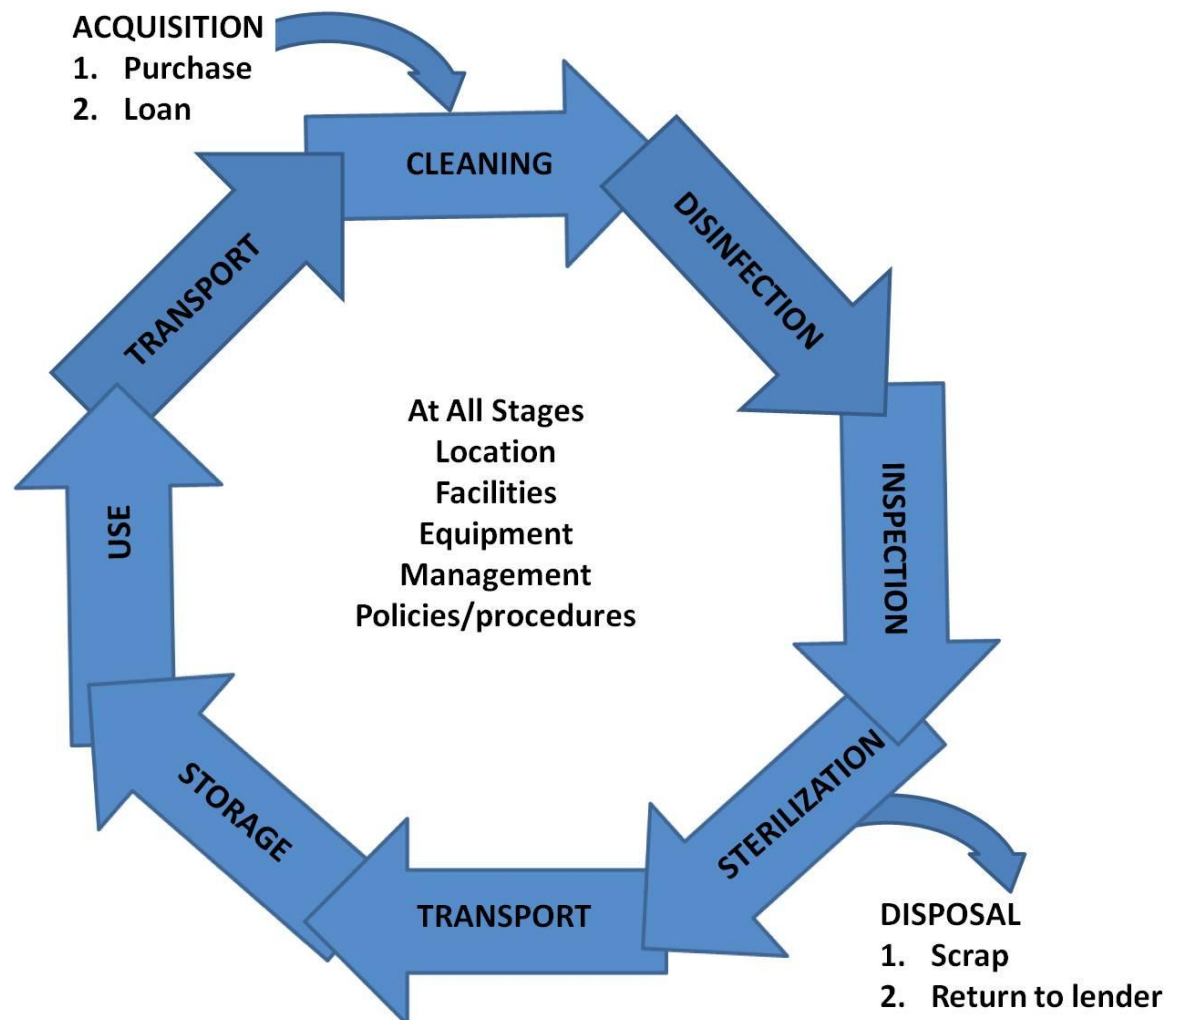 ACQUISITION
1. Purchase
2. Loan
CLEANING
DISINFECTION
INSPECTION
STERILIZATION
DISPOSAL
1. Scrap
2. Return to lender
TRANSPORT
STORAGE
USE
TRANSPORT
At All Stages
Location
Facilities
Equipment
Management
Policies/procedures